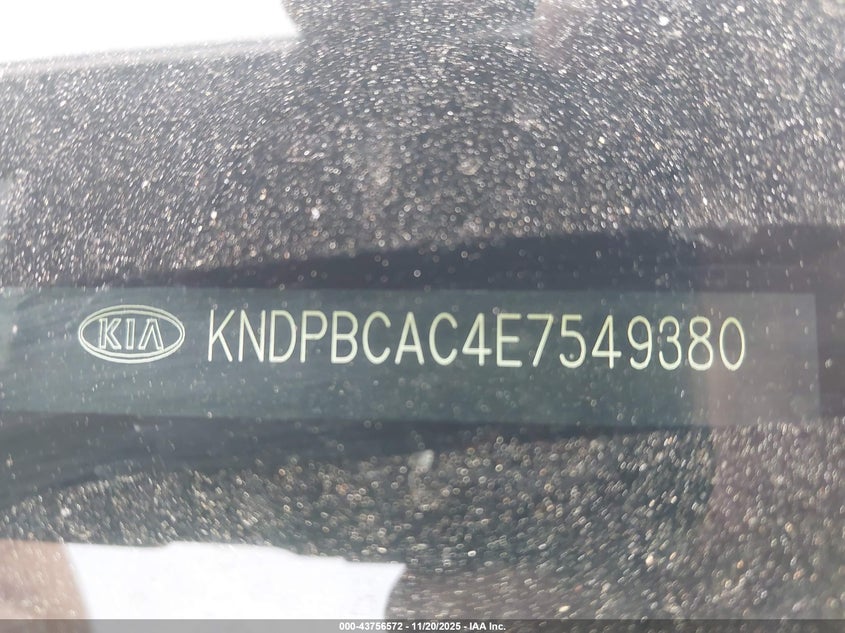 KIA KNDPBCAC4E7549380
000-43756572 11/20/2025 - IAA Inc.